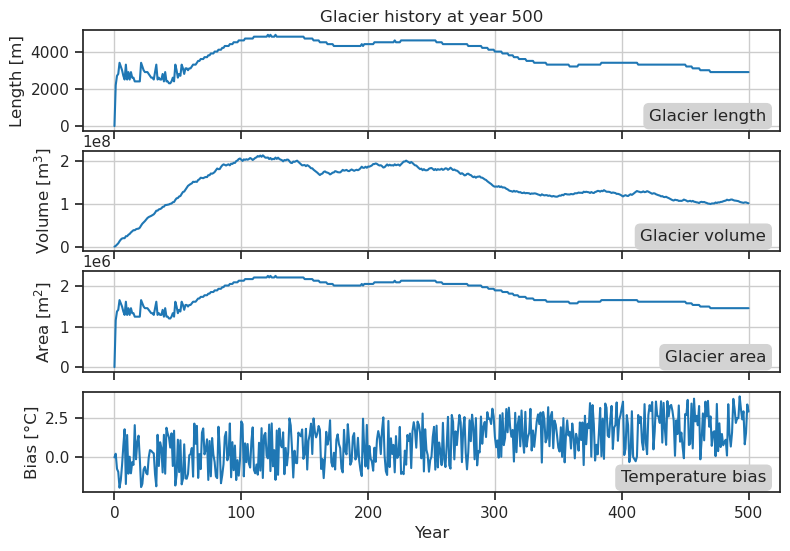 Glacier history at year 500
Length [m]
4000
2000
0
Glacier length
1e8
Volume [m³]
2
1
0
Glacier volume
1e6
Area [m²]
2
1
0
Glacier area
Bias [°C]
2.5
0.0
Temperature bias
0 100 200 300 400 500
Year